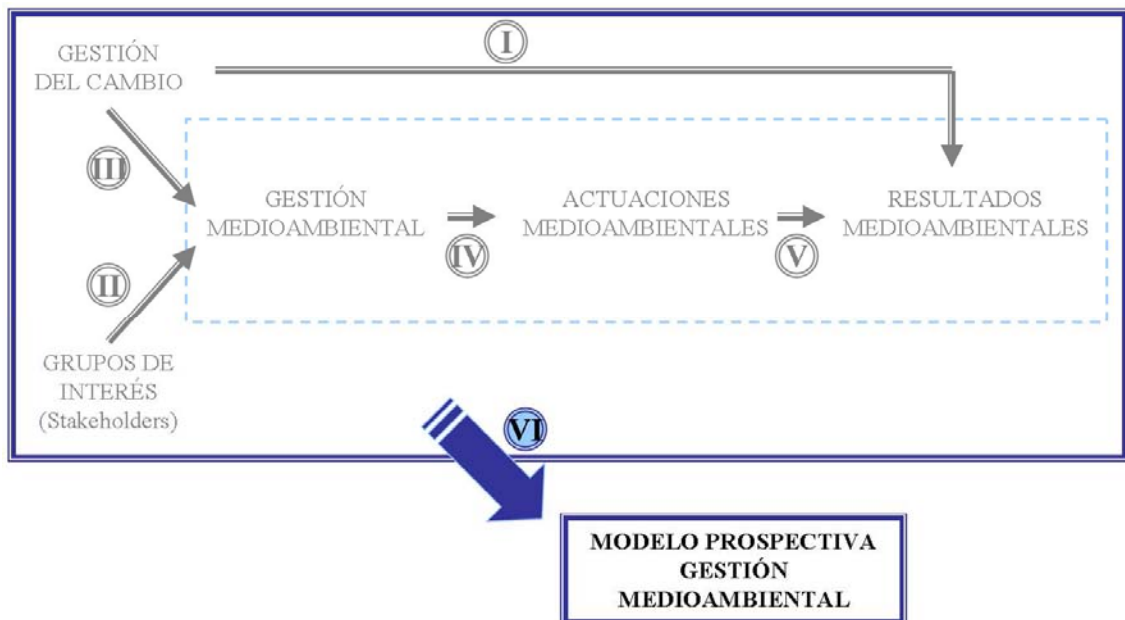 I
GESTIÓN
DEL CAMBIO
III
GESTIÓN
MEDIOAMBIENTAL
IV
ACTUACIONES
MEDIOAMBIENTALES
V
RESULTADOS
MEDIOAMBIENTALES
II
GRUPOS DE
INTERÉS
(Stakeholders)
VI
MODELO PROSPECTIVA
GESTIÓN
MEDIOAMBIENTAL